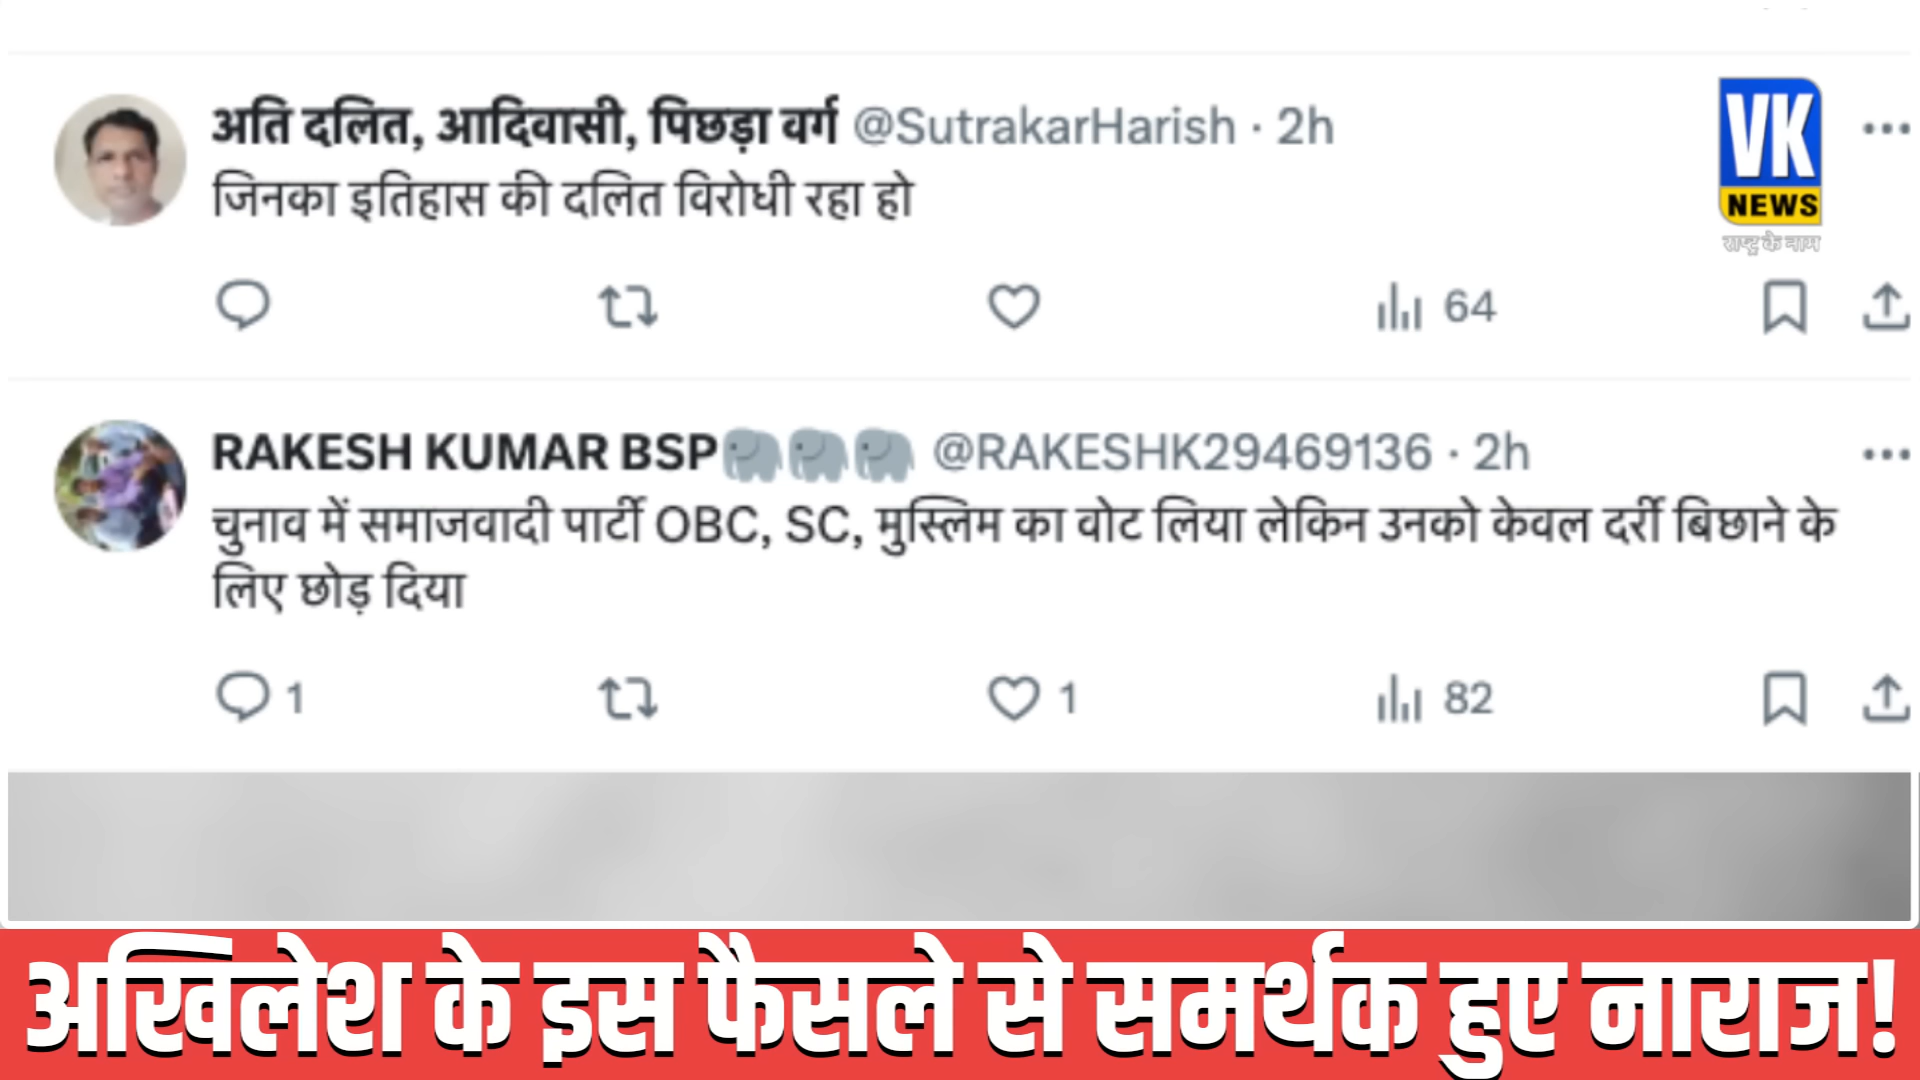 अति दलित, आदिवासी, पिछड़ा वर्ग @SutrakarHarish · 2h
जिनका इतिहास की दलित विरोधी रहा हो
VK
NEWS
राष्ट्र के नाम
64
RAKESH KUMAR BSP🐘🐘🐘 @RAKESHK29469136 · 2h
चुनाव में समाजवादी पार्टी OBC, SC, मुस्लिम का वोट लिया लेकिन उनको केवल दर्री बिछाने के
लिए छोड़ दिया
1 1 82
अखिलेश के इस फैसले से समर्थक हुए नाराज!